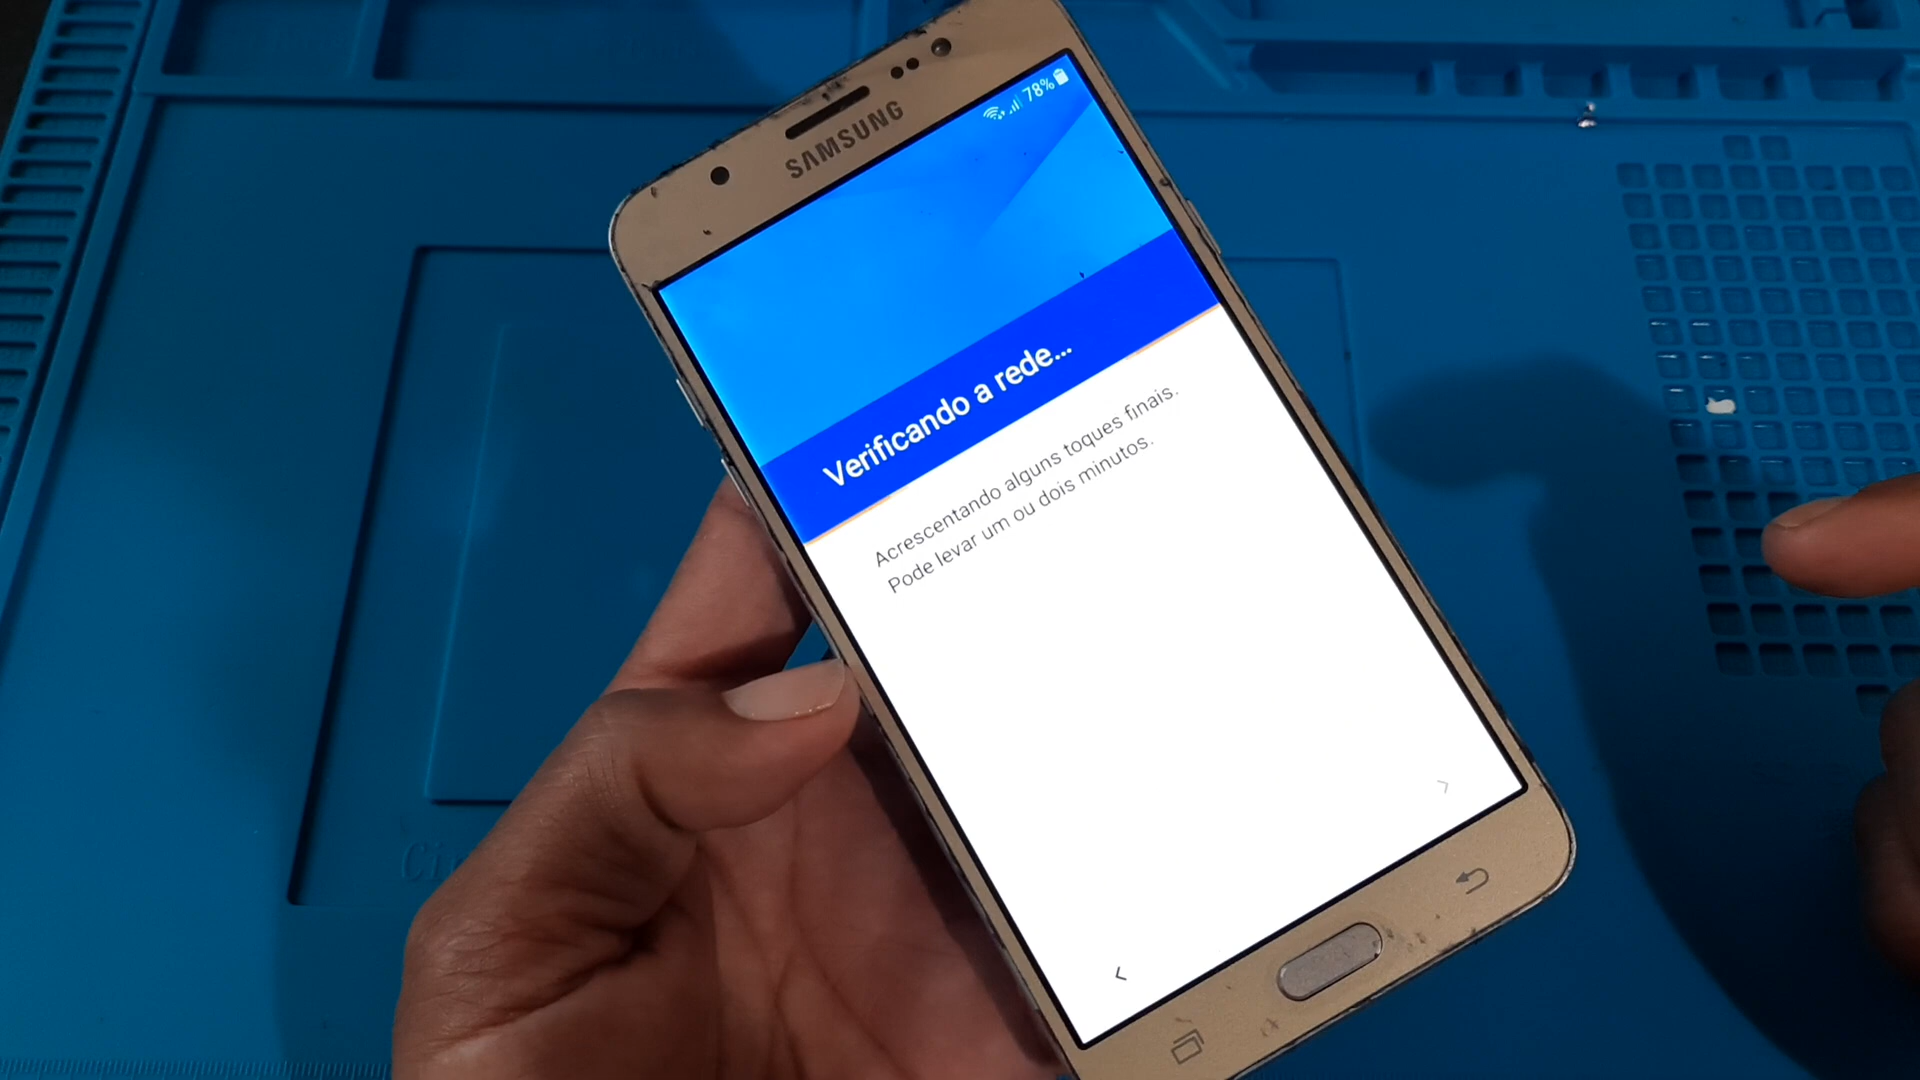 78%
SAMSUNG
Verificando a rede...
Acrescentando alguns toques finais.
Pode levar um ou dois minutos.